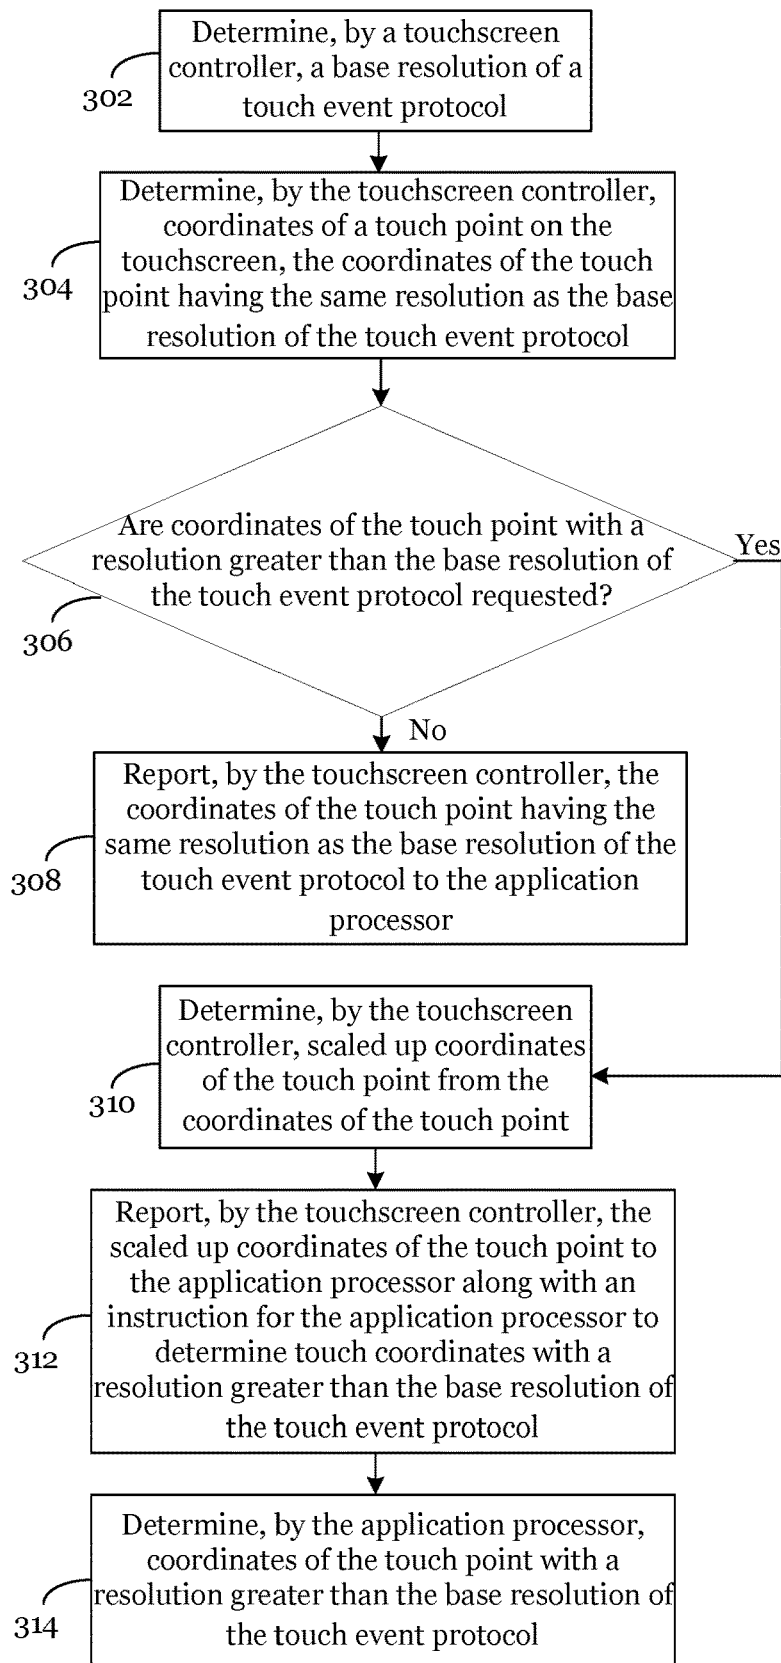 Determine, by a touchscreen
controller, a base resolution of a
touch event protocol
302
Determine, by the touchscreen controller,
coordinates of a touch point on the
touchscreen, the coordinates of the touch
point having the same resolution as the base
resolution of the touch event protocol
304
Are coordinates of the touch point with a
resolution greater than the base resolution of
the touch event protocol requested?
306
Yes
No
Report, by the touchscreen controller, the
coordinates of the touch point having the
same resolution as the base resolution of the
touch event protocol to the application
processor
308
Determine, by the touchscreen
controller, scaled up coordinates
of the touch point from the
coordinates of the touch point
310
Report, by the touchscreen controller, the
scaled up coordinates of the touch point to
the application processor along with an
instruction for the application processor to
determine touch coordinates with a
resolution greater than the base resolution of
the touch event protocol
312
Determine, by the application processor,
coordinates of the touch point with a
resolution greater than the base resolution of
the touch event protocol
314